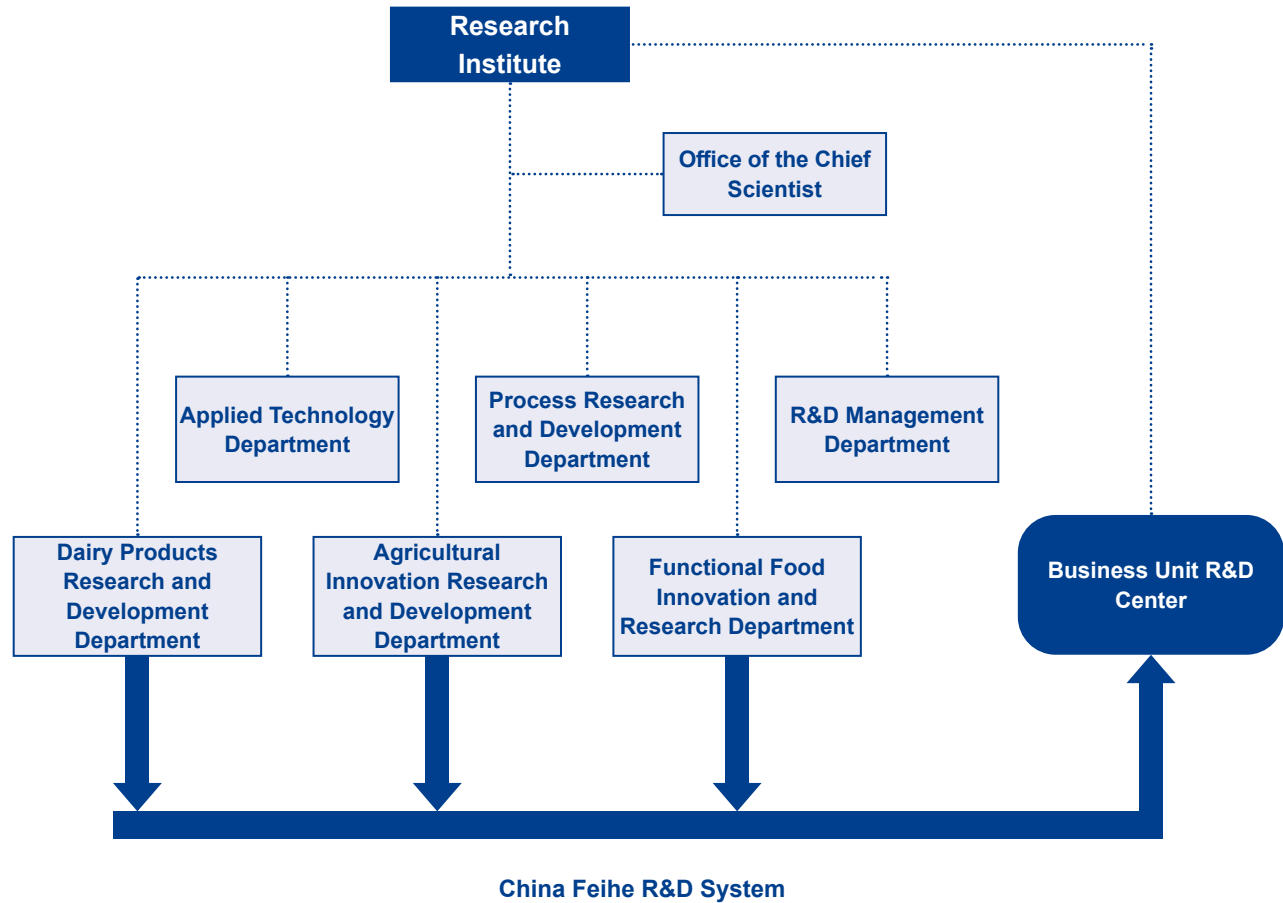 Research
Institute
Office of the Chief
Scientist
Applied Technology
Department
Process Research
and Development
Department
R&D Management
Department
Dairy Products
Research and
Development
Department
Agricultural
Innovation Research
and Development
Department
Functional Food
Innovation and
Research Department
Business Unit R&D
Center
China Feihe R&D System